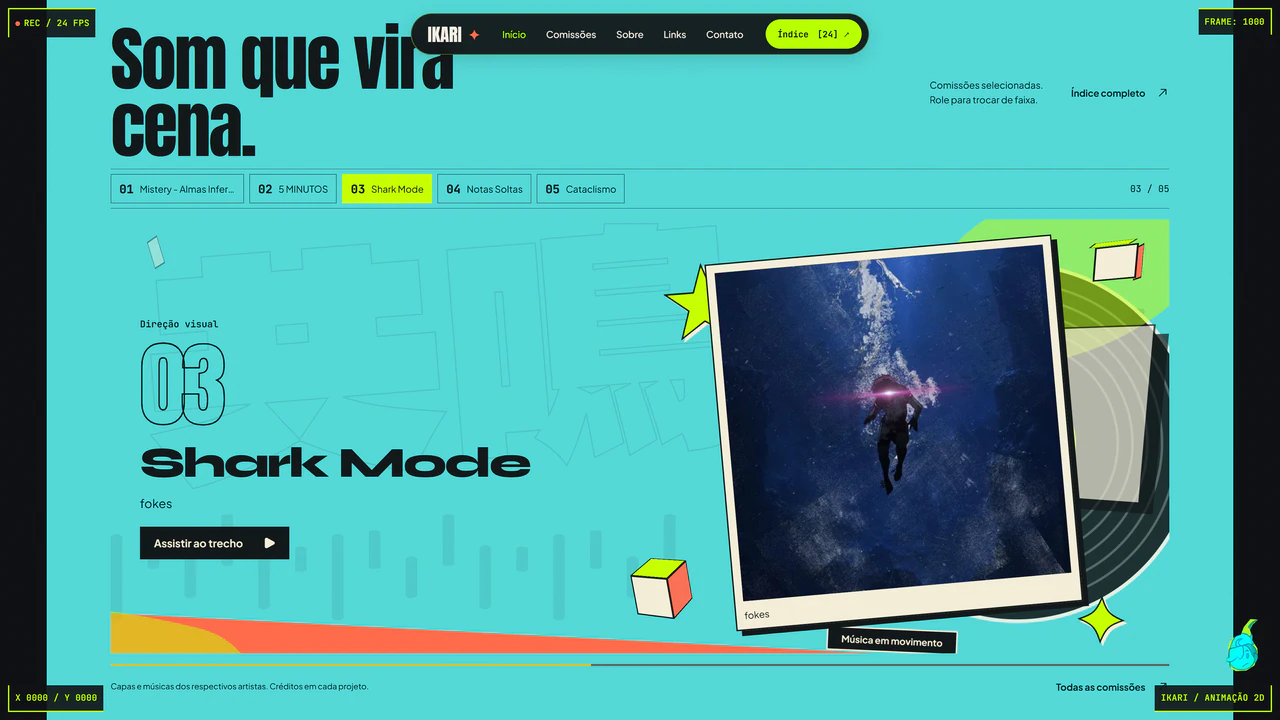 REC / 24 FPS
IKARI
Início
Comissões
Sobre
Links
Contato
Índice [24] ↗
FRAME: 1000
Som que vira
cena.
Comissões selecionadas.
Role para trocar de faixa.
Índice completo
01 Mistery - Almas Infer...
02 5 MINUTOS
03 Shark Mode
04 Notas Soltas
05 Cataclismo
03 / 05
Direção visual
03
Shark Mode
fokes
Assistir ao trecho
fokes
Música em movimento
Capas e músicas dos respectivos artistas. Créditos em cada projeto.
Todas as comissões
X 0000 / Y 0000
IKARI / ANIMAÇÃO 2D